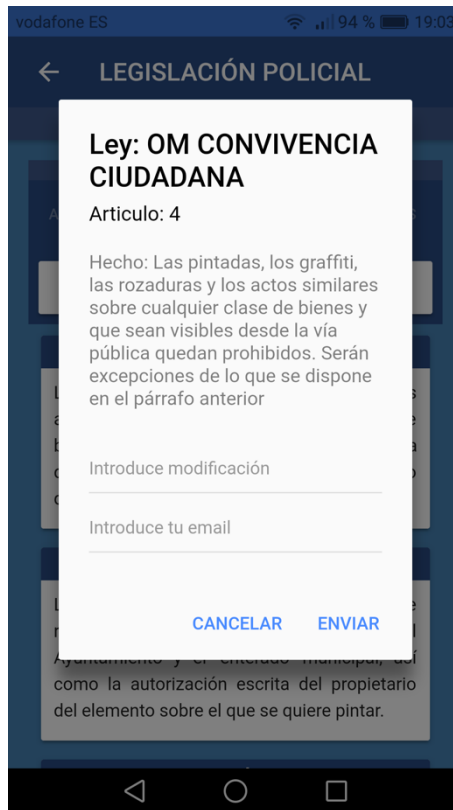 vodafone ES 94 % 19:03
LEGISLACIÓN POLICIAL
Ley: OM CONVIVENCIA
CIUDADANA
Articulo: 4
Hecho: Las pintadas, los graffiti,
las rozaduras y los actos similares
sobre cualquier clase de bienes y
que sean visibles desde la vía
pública quedan prohibidos. Serán
excepciones de lo que se dispone
en el párrafo anterior
Introduce modificación
Introduce tu email
CANCELAR ENVIAR
Ayuntamiento y el enterado municipal, así
como la autorización escrita del propietario
del elemento sobre el que se quiere pintar.